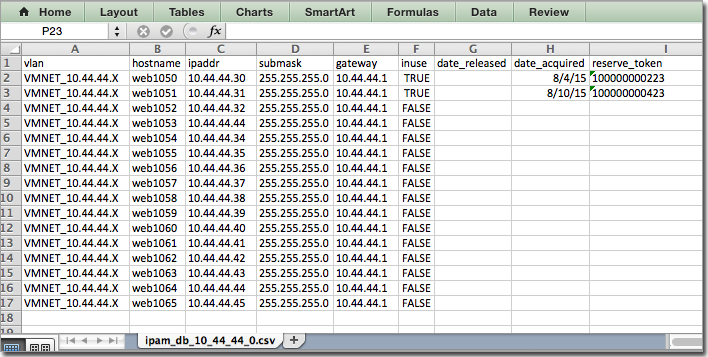 Home Layout Tables Charts SmartArt Formulas Data Review
P23 fx
A B C D E F G H I
1 vlan hostname ipaddr submask gateway inuse date_released date_acquired reserve_token
2 VMNET_10.44.44.X web1050 10.44.44.30 255.255.255.0 10.44.44.1 TRUE 8/4/15 100000000223
3 VMNET_10.44.44.X web1051 10.44.44.31 255.255.255.0 10.44.44.1 TRUE 8/10/15 100000000423
4 VMNET_10.44.44.X web1052 10.44.44.32 255.255.255.0 10.44.44.1 FALSE
5 VMNET_10.44.44.X web1053 10.44.44.44 255.255.255.0 10.44.44.1 FALSE
6 VMNET_10.44.44.X web1054 10.44.44.34 255.255.255.0 10.44.44.1 FALSE
7 VMNET_10.44.44.X web1055 10.44.44.35 255.255.255.0 10.44.44.1 FALSE
8 VMNET_10.44.44.X web1056 10.44.44.36 255.255.255.0 10.44.44.1 FALSE
9 VMNET_10.44.44.X web1057 10.44.44.37 255.255.255.0 10.44.44.1 FALSE
10 VMNET_10.44.44.X web1058 10.44.44.38 255.255.255.0 10.44.44.1 FALSE
11 VMNET_10.44.44.X web1059 10.44.44.39 255.255.255.0 10.44.44.1 FALSE
12 VMNET_10.44.44.X web1060 10.44.44.40 255.255.255.0 10.44.44.1 FALSE
13 VMNET_10.44.44.X web1061 10.44.44.41 255.255.255.0 10.44.44.1 FALSE
14 VMNET_10.44.44.X web1062 10.44.44.42 255.255.255.0 10.44.44.1 FALSE
15 VMNET_10.44.44.X web1063 10.44.44.43 255.255.255.0 10.44.44.1 FALSE
16 VMNET_10.44.44.X web1064 10.44.44.44 255.255.255.0 10.44.44.1 FALSE
17 VMNET_10.44.44.X web1065 10.44.44.45 255.255.255.0 10.44.44.1 FALSE
18
19
ipam_db_10_44_44_0.csv +